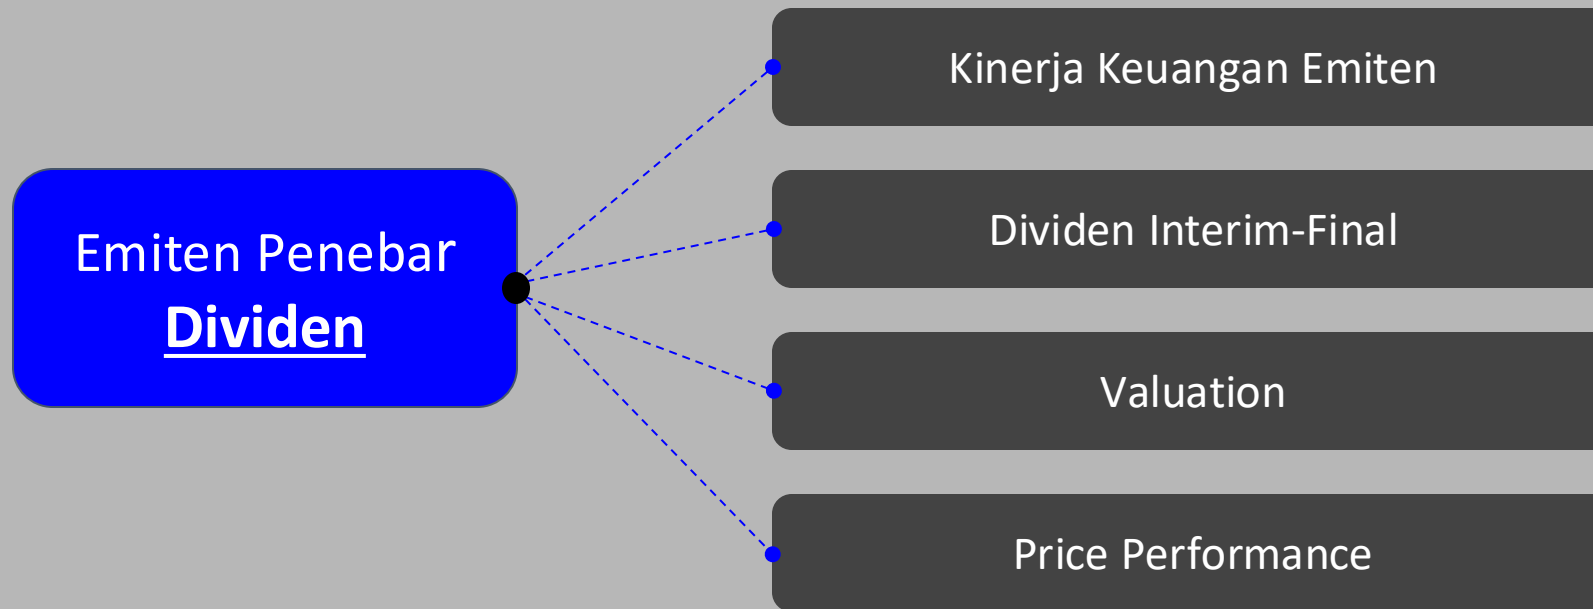 Emiten Penebar
Dividen
Kinerja Keuangan Emiten
Dividen Interim-Final
Valuation
Price Performance